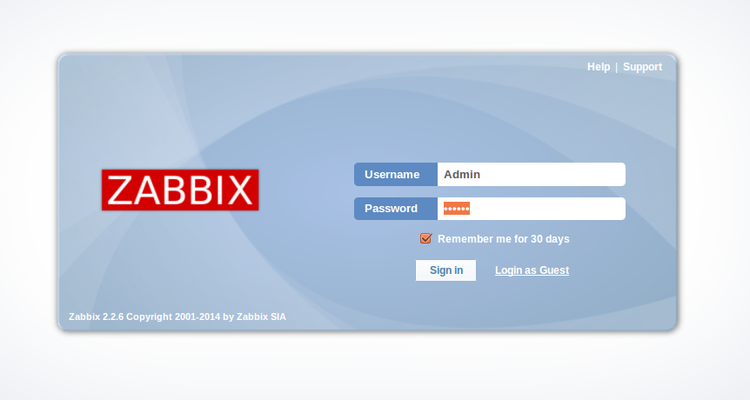 Help | Support
ZABBIX
Username Admin
Password ••••••
Remember me for 30 days
Sign in Login as Guest
Zabbix 2.2.6 Copyright 2001-2014 by Zabbix SIA